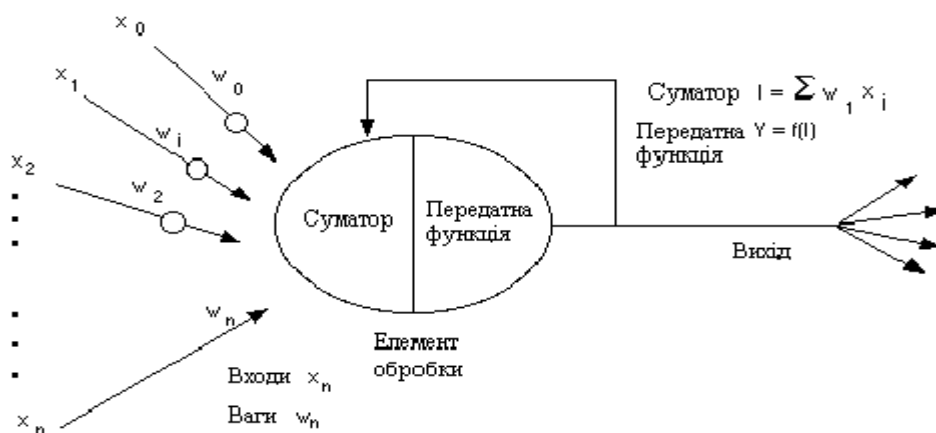 x0
w0
x1
wi
x2
w2
Суматор I = Σ w1 xi
Передатна Y = f(I)
функція
Суматор
Передатна
функція
Вихід
wn
Елемент
обробки
Входи xn
Ваги wn
xn